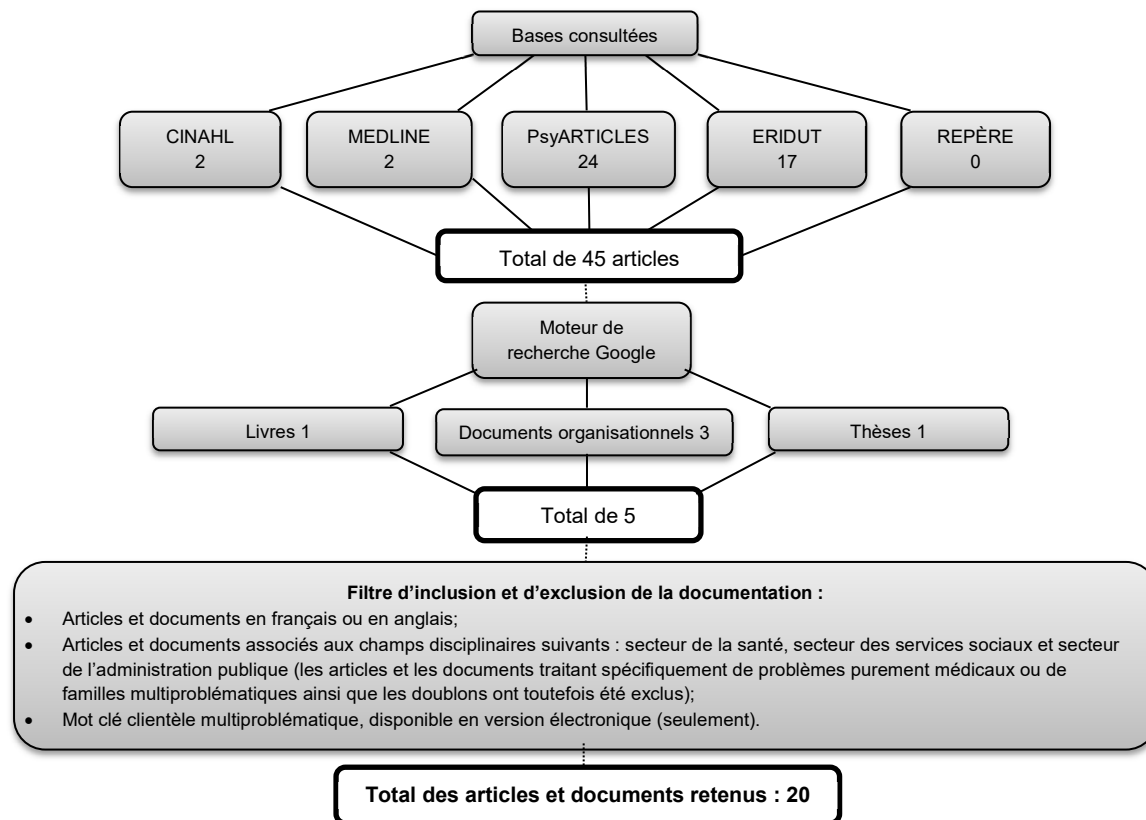 Bases consultées
CINAHL
2
MEDLINE
2
PsyARTICLES
24
ERIDUT
17
REPÈRE
0
Total de 45 articles
Moteur de
recherche Google
Livres 1
Documents organisationnels 3
Thèses 1
Total de 5
Filtre d’inclusion et d’exclusion de la documentation :
• Articles et documents en français ou en anglais;
• Articles et documents associés aux champs disciplinaires suivants : secteur de la santé, secteur des services sociaux et secteur
de l’administration publique (les articles et les documents traitant spécifiquement de problèmes purement médicaux ou de
familles multiproblématiques ainsi que les doublons ont toutefois été exclus);
• Mot clé clientèle multiproblématique, disponible en version électronique (seulement).
Total des articles et documents retenus : 20